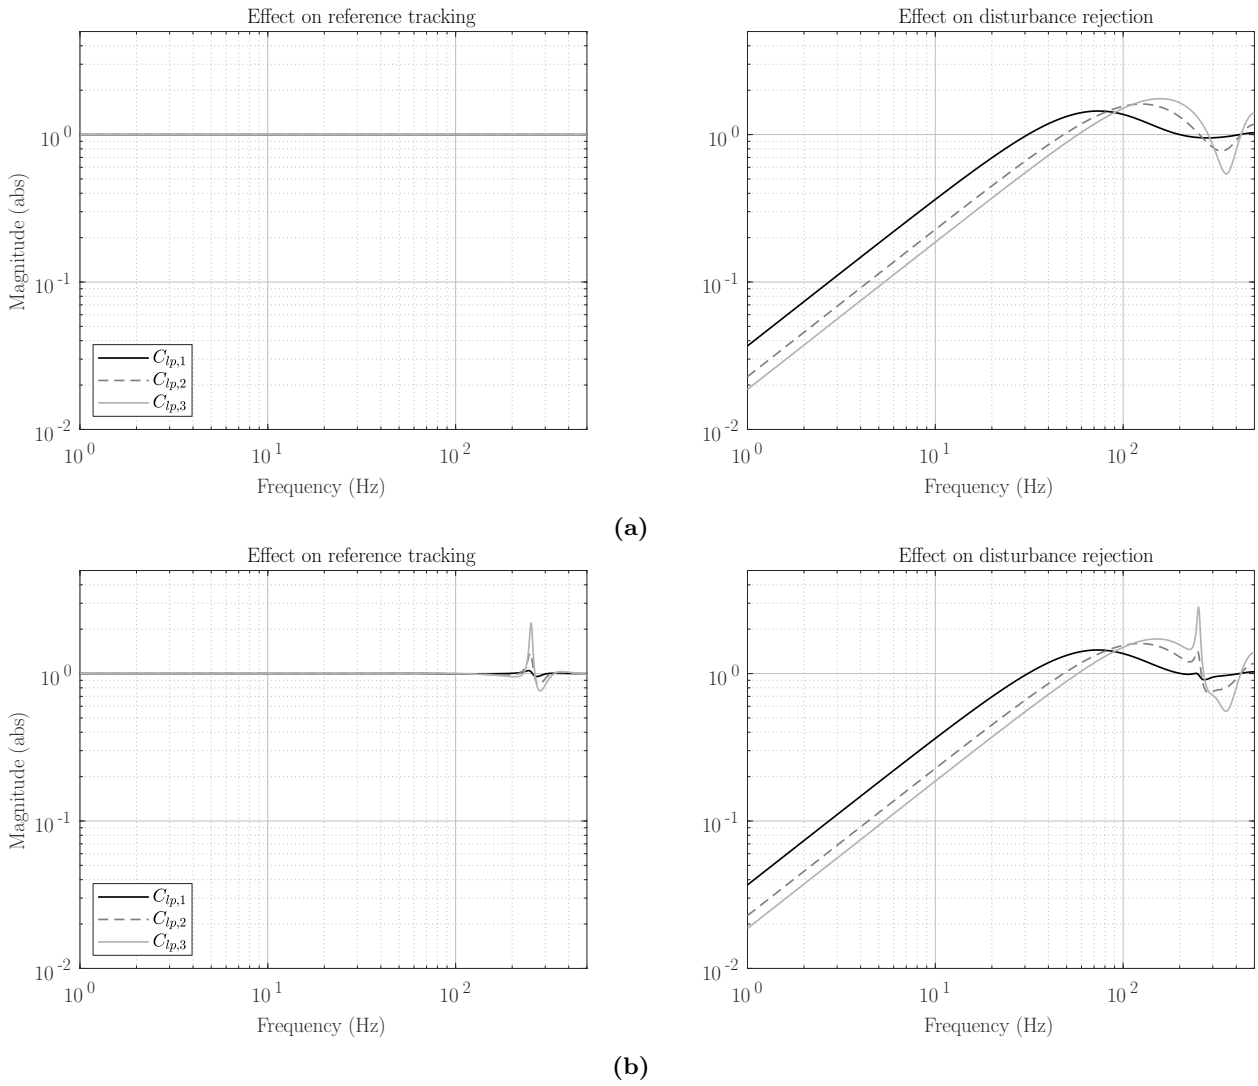 Effect on reference tracking
Effect on disturbance rejection
10^0
10^-1
10^-2
Magnitude (abs)
C_{lp,1}
C_{lp,2}
C_{lp,3}
10^0 10^1 10^2
Frequency (Hz)
10^0
10^-1
10^-2
10^0 10^1 10^2
Frequency (Hz)
(a)
Effect on reference tracking
Effect on disturbance rejection
10^0
10^-1
10^-2
Magnitude (abs)
C_{lp,1}
C_{lp,2}
C_{lp,3}
10^0 10^1 10^2
Frequency (Hz)
10^0
10^-1
10^-2
10^0 10^1 10^2
Frequency (Hz)
(b)